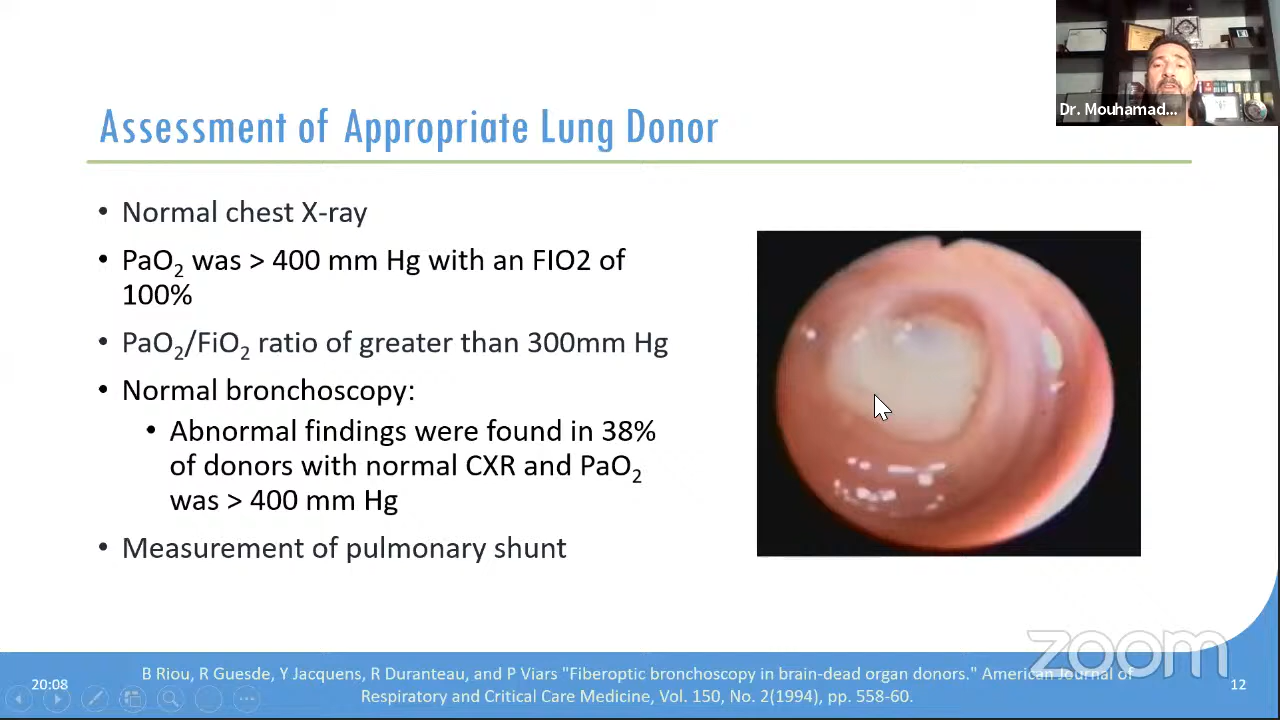 Dr. Mouhamad...
Assessment of Appropriate Lung Donor
• Normal chest X-ray
• PaO2 was > 400 mm Hg with an FIO2 of
100%
• PaO2/FiO2 ratio of greater than 300mm Hg
• Normal bronchoscopy:
• Abnormal findings were found in 38%
of donors with normal CXR and PaO2
was > 400 mm Hg
• Measurement of pulmonary shunt
zoom
B Riou, R Guesde, Y Jacquens, R Duranteau, and P Viars "Fiberoptic bronchoscopy in brain-dead organ donors." American Journal of
Respiratory and Critical Care Medicine, Vol. 150, No. 2(1994), pp. 558-60.
20:08
12